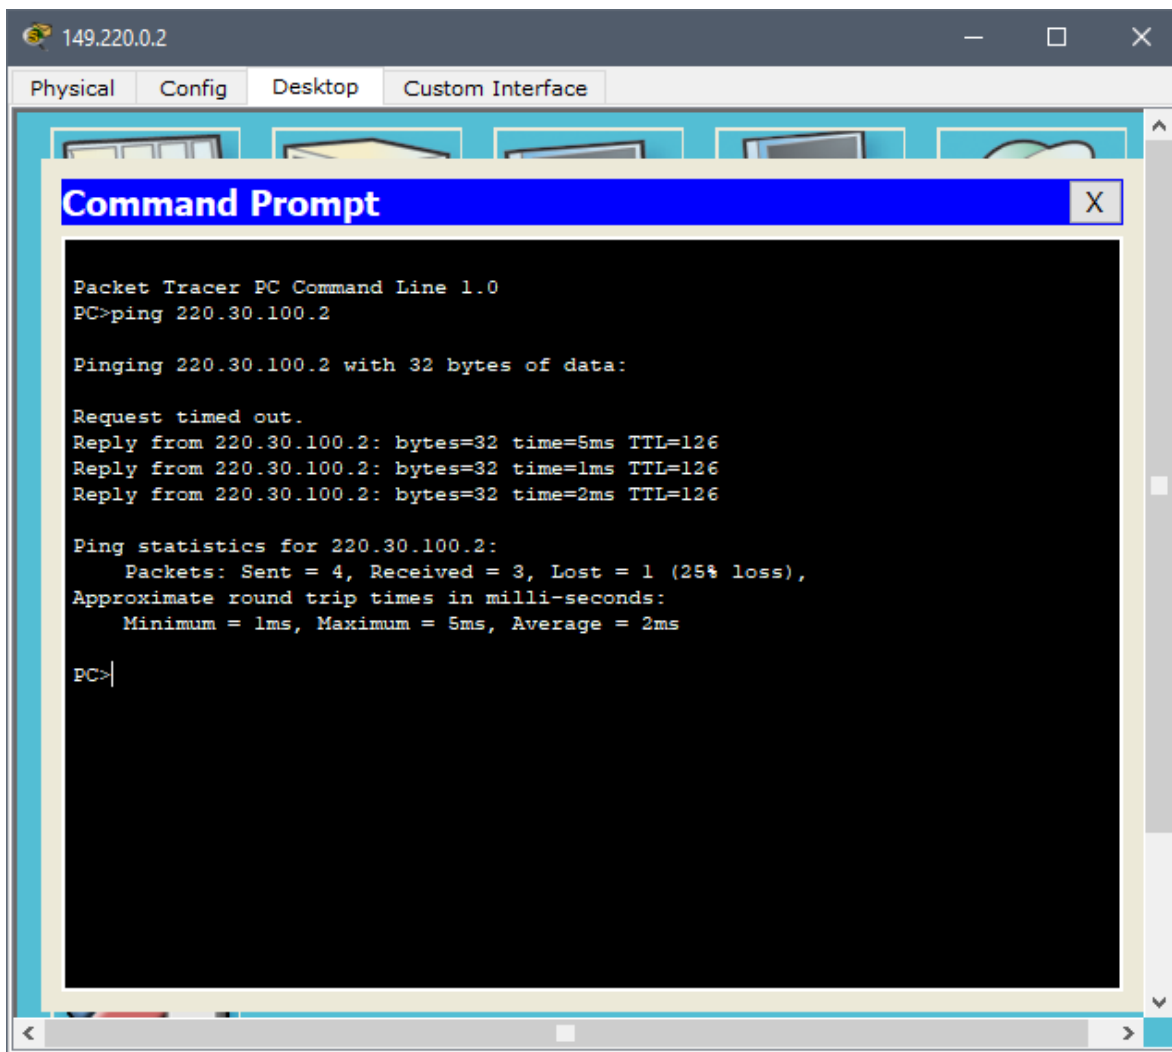 149.220.0.2
Physical Config Desktop Custom Interface
Command Prompt X
Packet Tracer PC Command Line 1.0
PC>ping 220.30.100.2
Pinging 220.30.100.2 with 32 bytes of data:
Request timed out.
Reply from 220.30.100.2: bytes=32 time=5ms TTL=126
Reply from 220.30.100.2: bytes=32 time=1ms TTL=126
Reply from 220.30.100.2: bytes=32 time=2ms TTL=126
Ping statistics for 220.30.100.2:
Packets: Sent = 4, Received = 3, Lost = 1 (25% loss),
Approximate round trip times in milli-seconds:
Minimum = 1ms, Maximum = 5ms, Average = 2ms
PC>